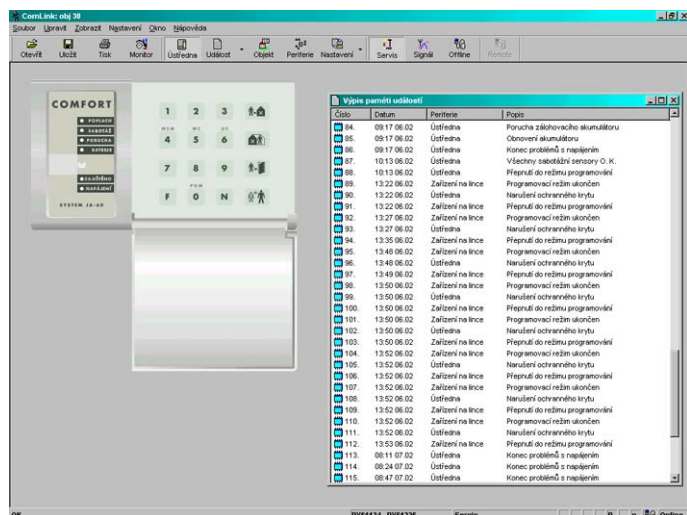 ComLink: obj 30
Soubor Upravit Zobrazit Nastavení Okno Nápověda
Otevřít Uložit Tisk Monitor Ústředna Událost Objekt Periferie Nastavení Servis Signál Offline Remote
COMFORT
POPLACH
SABOTÁŽ
PORUCHA
BATERIE
ZAJIŠTĚNO
NAPÁJENÍ
SYSTEM JA-60
1 2 3
4 5 6
7 8 9
PGM
F 0 N
Výpis paměti událostí
Číslo Datum Periferie Popis
84. 09:17 06.02 Ústředna Porucha zálohovacího akumulátoru
85. 09:17 06.02 Ústředna Obnovení akumulátoru
86. 09:17 06.02 Ústředna Konec problémů s napájením
87. 10:13 06.02 Ústředna Všechny sabotážní sensory O. K.
88. 10:13 06.02 Ústředna Přepnutí do režimu programování
89. 13:22 06.02 Zařízení na lince Programovací režim ukončen
90. 13:22 06.02 Ústředna Narušení ochranného krytu
91. 13:22 06.02 Zařízení na lince Přepnutí do režimu programování
92. 13:27 06.02 Zařízení na lince Programovací režim ukončen
93. 13:27 06.02 Ústředna Narušení ochranného krytu
94. 13:35 06.02 Zařízení na lince Přepnutí do režimu programování
95. 13:48 06.02 Zařízení na lince Programovací režim ukončen
96. 13:48 06.02 Ústředna Narušení ochranného krytu
97. 13:49 06.02 Zařízení na lince Přepnutí do režimu programování
98. 13:50 06.02 Zařízení na lince Programovací režim ukončen
99. 13:50 06.02 Ústředna Narušení ochranného krytu
100. 13:50 06.02 Zařízení na lince Přepnutí do režimu programování
101. 13:50 06.02 Zařízení na lince Programovací režim ukončen
102. 13:50 06.02 Ústředna Narušení ochranného krytu
103. 13:50 06.02 Zařízení na lince Přepnutí do režimu programování
104. 13:52 06.02 Zařízení na lince Programovací režim ukončen
105. 13:52 06.02 Ústředna Narušení ochranného krytu
106. 13:52 06.02 Zařízení na lince Přepnutí do režimu programování
107. 13:52 06.02 Zařízení na lince Programovací režim ukončen
108. 13:52 06.02 Ústředna Narušení ochranného krytu
109. 13:52 06.02 Zařízení na lince Přepnutí do režimu programování
110. 13:52 06.02 Zařízení na lince Programovací režim ukončen
111. 13:52 06.02 Ústředna Narušení ochranného krytu
112. 13:53 06.02 Zařízení na lince Přepnutí do režimu programování
113. 08:11 07.02 Ústředna Konec problémů s napájením
114. 08:24 07.02 Ústředna Konec problémů s napájením
115. 08:47 07.02 Ústředna Konec problémů s napájením
OK Servis Online